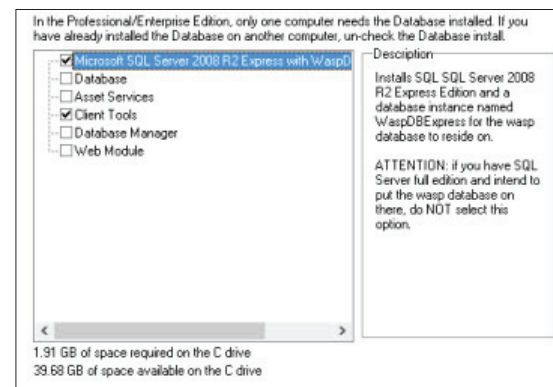 In the Professional/Enterprise Edition, only one computer needs the Database installed. If you
have already installed the Database on another computer, un-check the Database install.
Microsoft SQL Server 2008 R2 Express with WaspD
Database
Asset Services
Client Tools
Database Manager
Web Module
Description
Installs SQL SQL Server 2008
R2 Express Edition and a
database instance named
WaspDBExpress for the wasp
database to reside on.
ATTENTION: if you have SQL
Server full edition and intend to
put the wasp database on
there, do NOT select this
option.
1.91 GB of space required on the C drive
39.68 GB of space available on the C drive